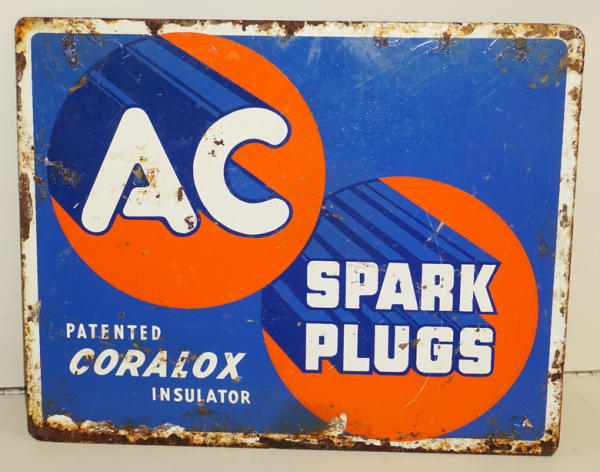 AC
SPARK
PLUGS
PATENTED
CORALOX
INSULATOR